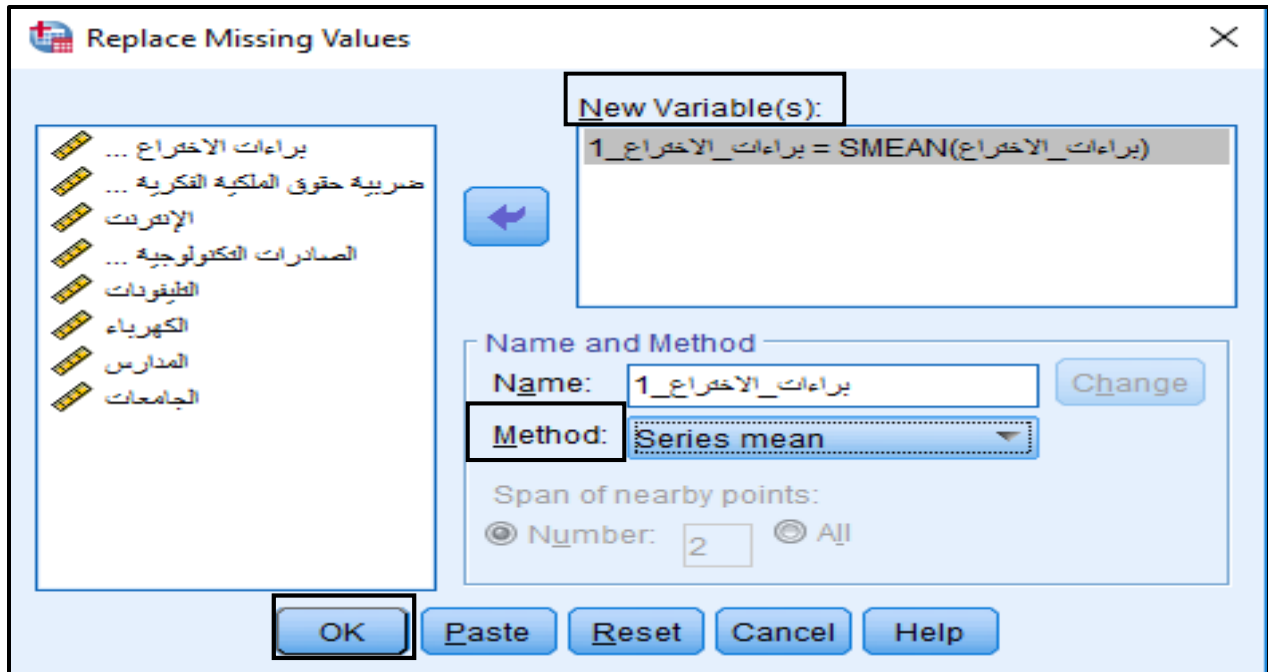 Replace Missing Values
براءات الاختراع ...
ضريبة حقوق الملكية الفكرية ...
الإنترنت
الصادرات التكنولوجية ...
التليفونات
الكهرباء
المدارس
الجامعات
New Variable(s):
براءات_الاختراع_1 = SMEAN(براءات_الاختراع)
Name and Method
Name: براءات_الاختراع_1 Change
Method: Series mean
Span of nearby points:
Number: 2 All
OK Paste Reset Cancel Help